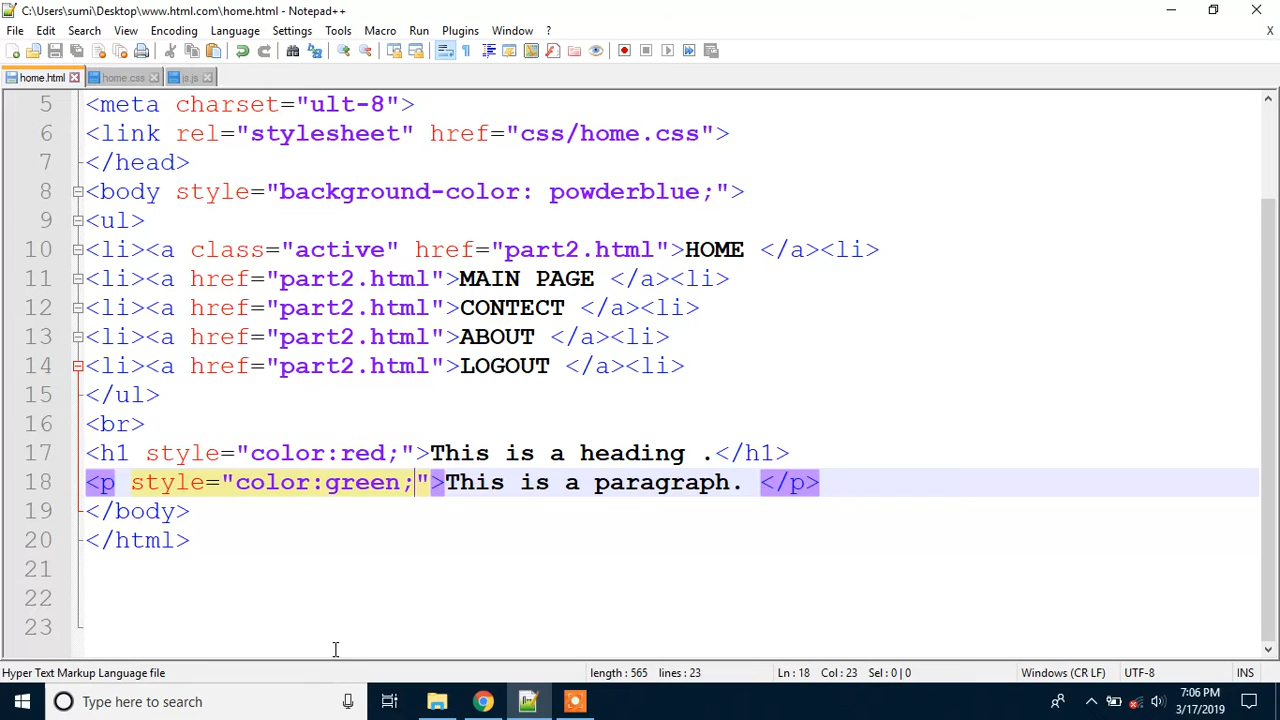 C:\Users\sumi\Desktop\www.html.com\home.html - Notepad++
File Edit Search View Encoding Language Settings Tools Macro Run Plugins Window ? X
home.html home.css js.js
5 <meta charset="ult-8">
6 <link rel="stylesheet" href="css/home.css">
7 </head>
8 <body style="background-color: powderblue;">
9 <ul>
10 <li><a class="active" href="part2.html">HOME </a><li>
11 <li><a href="part2.html">MAIN PAGE </a><li>
12 <li><a href="part2.html">CONTECT </a><li>
13 <li><a href="part2.html">ABOUT </a><li>
14 <li><a href="part2.html">LOGOUT </a><li>
15 </ul>
16 <br>
17 <h1 style="color:red;">This is a heading .</h1>
18 <p style="color:green;">This is a paragraph. </p>
19 </body>
20 </html>
21
22
23
Hyper Text Markup Language file length : 565 lines : 23 Ln : 18 Col : 23 Sel : 0 | 0 Windows (CR LF) UTF-8 INS
Type here to search 7:06 PM
3/17/2019